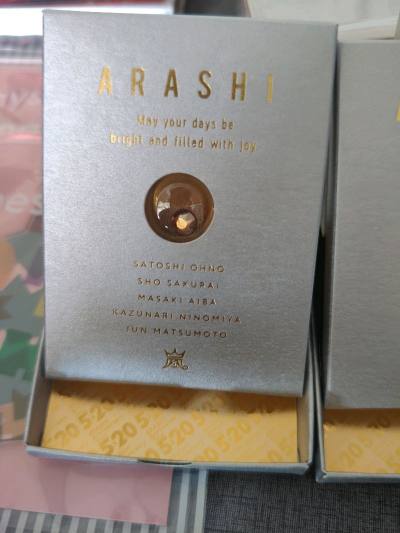 ARASHI
May your days be
bright and filled with joy.
SATOSHI OHNO
SHO SAKURAI
MASAKI AIBA
KAZUNARI NINOMIYA
JUN MATSUMOTO
520 520 520